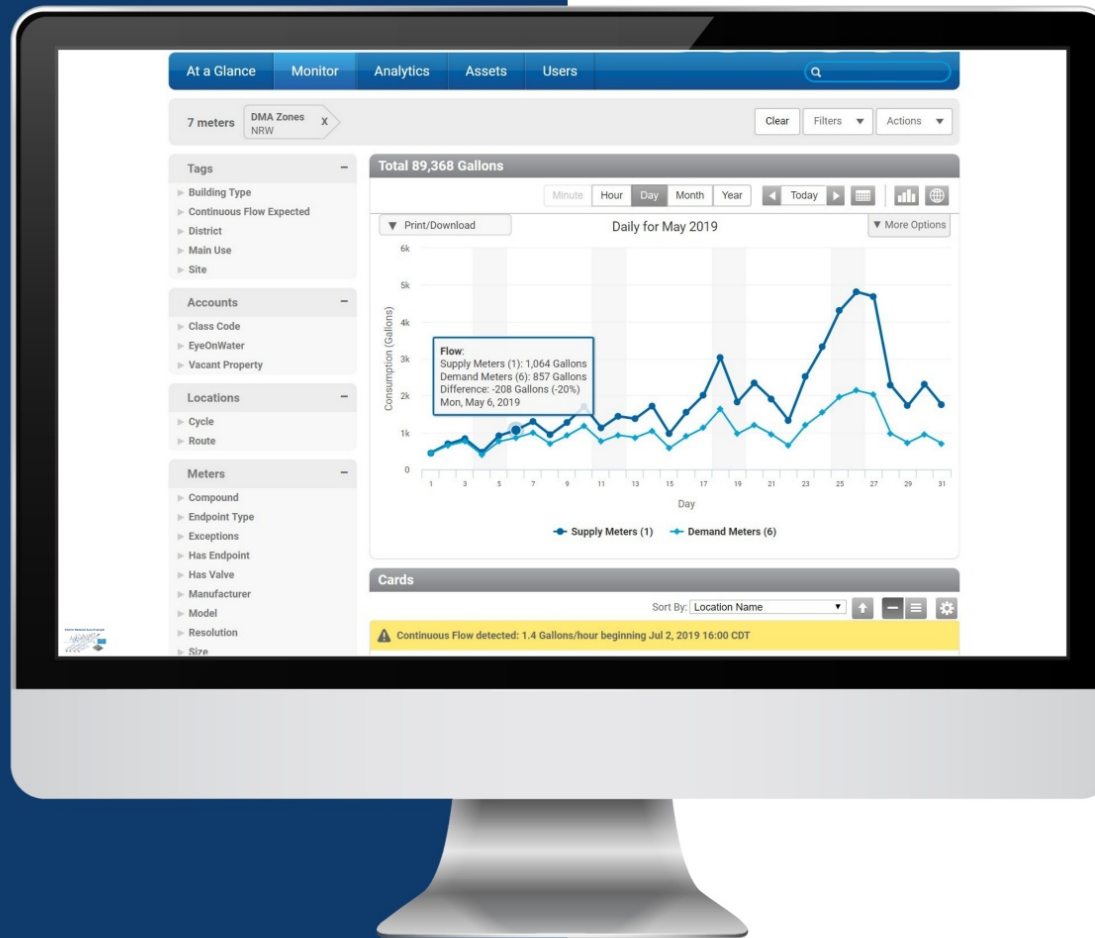 At a Glance Monitor Analytics Assets Users
7 meters DMA Zones X
NRW
Clear Filters Actions
Tags
Building Type
Continuous Flow Expected
District
Main Use
Site
Accounts
Class Code
EyeOnWater
Vacant Property
Locations
Cycle
Route
Meters
Compound
Endpoint Type
Exceptions
Has Endpoint
Has Valve
Manufacturer
Model
Resolution
Size
Total 89,368 Gallons
Minute Hour Day Month Year Today
Print/Download
Daily for May 2019
More Options
6k
5k
4k
3k
2k
1k
0
Consumption (Gallons)
Flow:
Supply Meters (1): 1,064 Gallons
Demand Meters (6): 857 Gallons
Difference: -208 Gallons (-20%)
Mon, May 6, 2019
1 3 5 7 9 11 13 15 17 19 21 23 25 27 29 31
Day
Supply Meters (1) Demand Meters (6)
Cards
Sort By: Location Name
Continuous Flow detected: 1.4 Gallons/hour beginning Jul 2, 2019 16:00 CDT